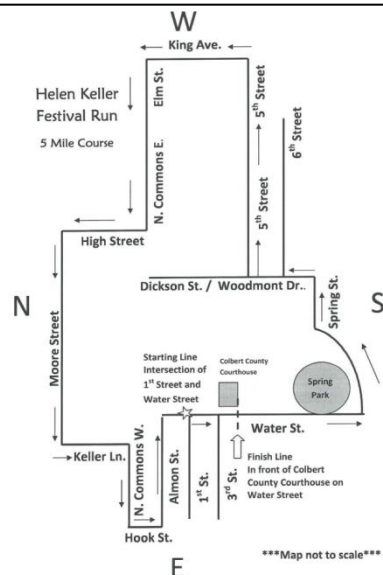 W
King Ave.
Helen Keller
Festival Run
5 Mile Course
Elm St.
N. Commons E.
5th Street
5th Street
6th Street
High Street
Dickson St. / Woodmont Dr..
Spring St.
N
S
Moore Street
Starting Line
Intersection of
1st Street and
Water Street
Colbert County
Courthouse
Spring
Park
Water St.
Keller Ln.
N. Commons W.
Almon St.
1st St.
3rd St.
Finish Line
In front of Colbert
County Courthouse on
Water Street
Hook St.
***Map not to scale***
E